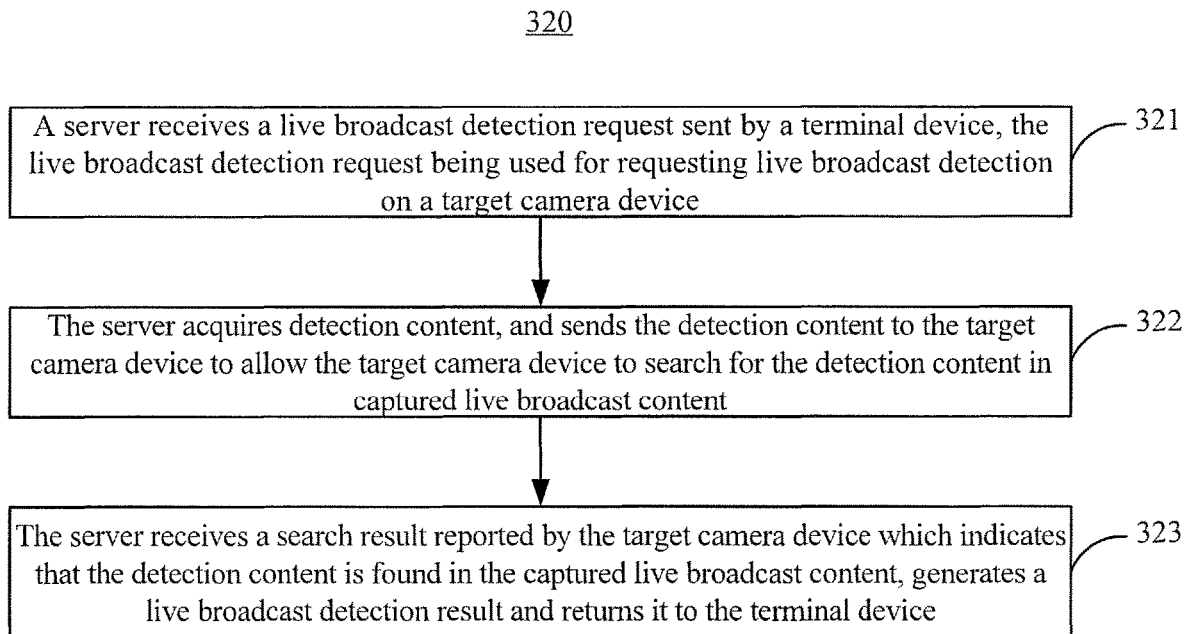 320
A server receives a live broadcast detection request sent by a terminal device, the
live broadcast detection request being used for requesting live broadcast detection
on a target camera device
321
The server acquires detection content, and sends the detection content to the target
camera device to allow the target camera device to search for the detection content in
captured live broadcast content
322
The server receives a search result reported by the target camera device which indicates
that the detection content is found in the captured live broadcast content, generates a
live broadcast detection result and returns it to the terminal device
323